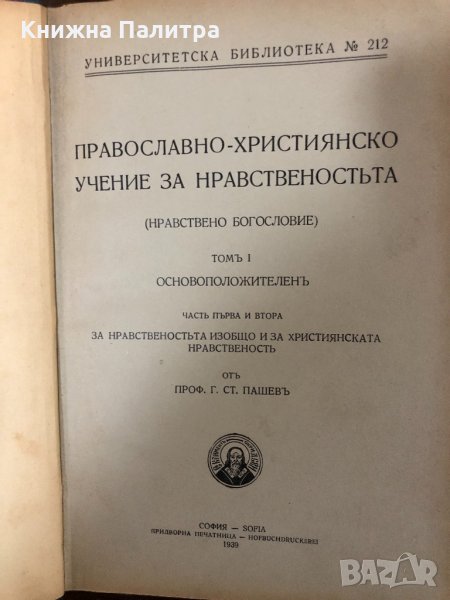 Книжна Палитра
УНИВЕРСИТЕТСКА БИБЛИОТЕКА № 212
ПРАВОСЛАВНО-ХРИСТИЯНСКО
УЧЕНИЕ ЗА НРАВСТВЕНОСТЬТА
(НРАВСТВЕНО БОГОСЛОВИЕ)
ТОМЪ I
ОСНОВОПОЛОЖИТЕЛЕНЪ
ЧАСТЬ ПЪРВА И ВТОРА
ЗА НРАВСТВЕНОСТЬТА ИЗОБЩО И ЗА ХРИСТИЯНСКАТА
НРАВСТВЕНОСТЬ
ОТЪ
ПРОФ. Г. СТ. ПАШЕВЪ
СОФИЯ — SOFIA
ПРИДВОРНА ПЕЧАТНИЦА — HOFBUCHDRUCKEREI
1939
BAZAR